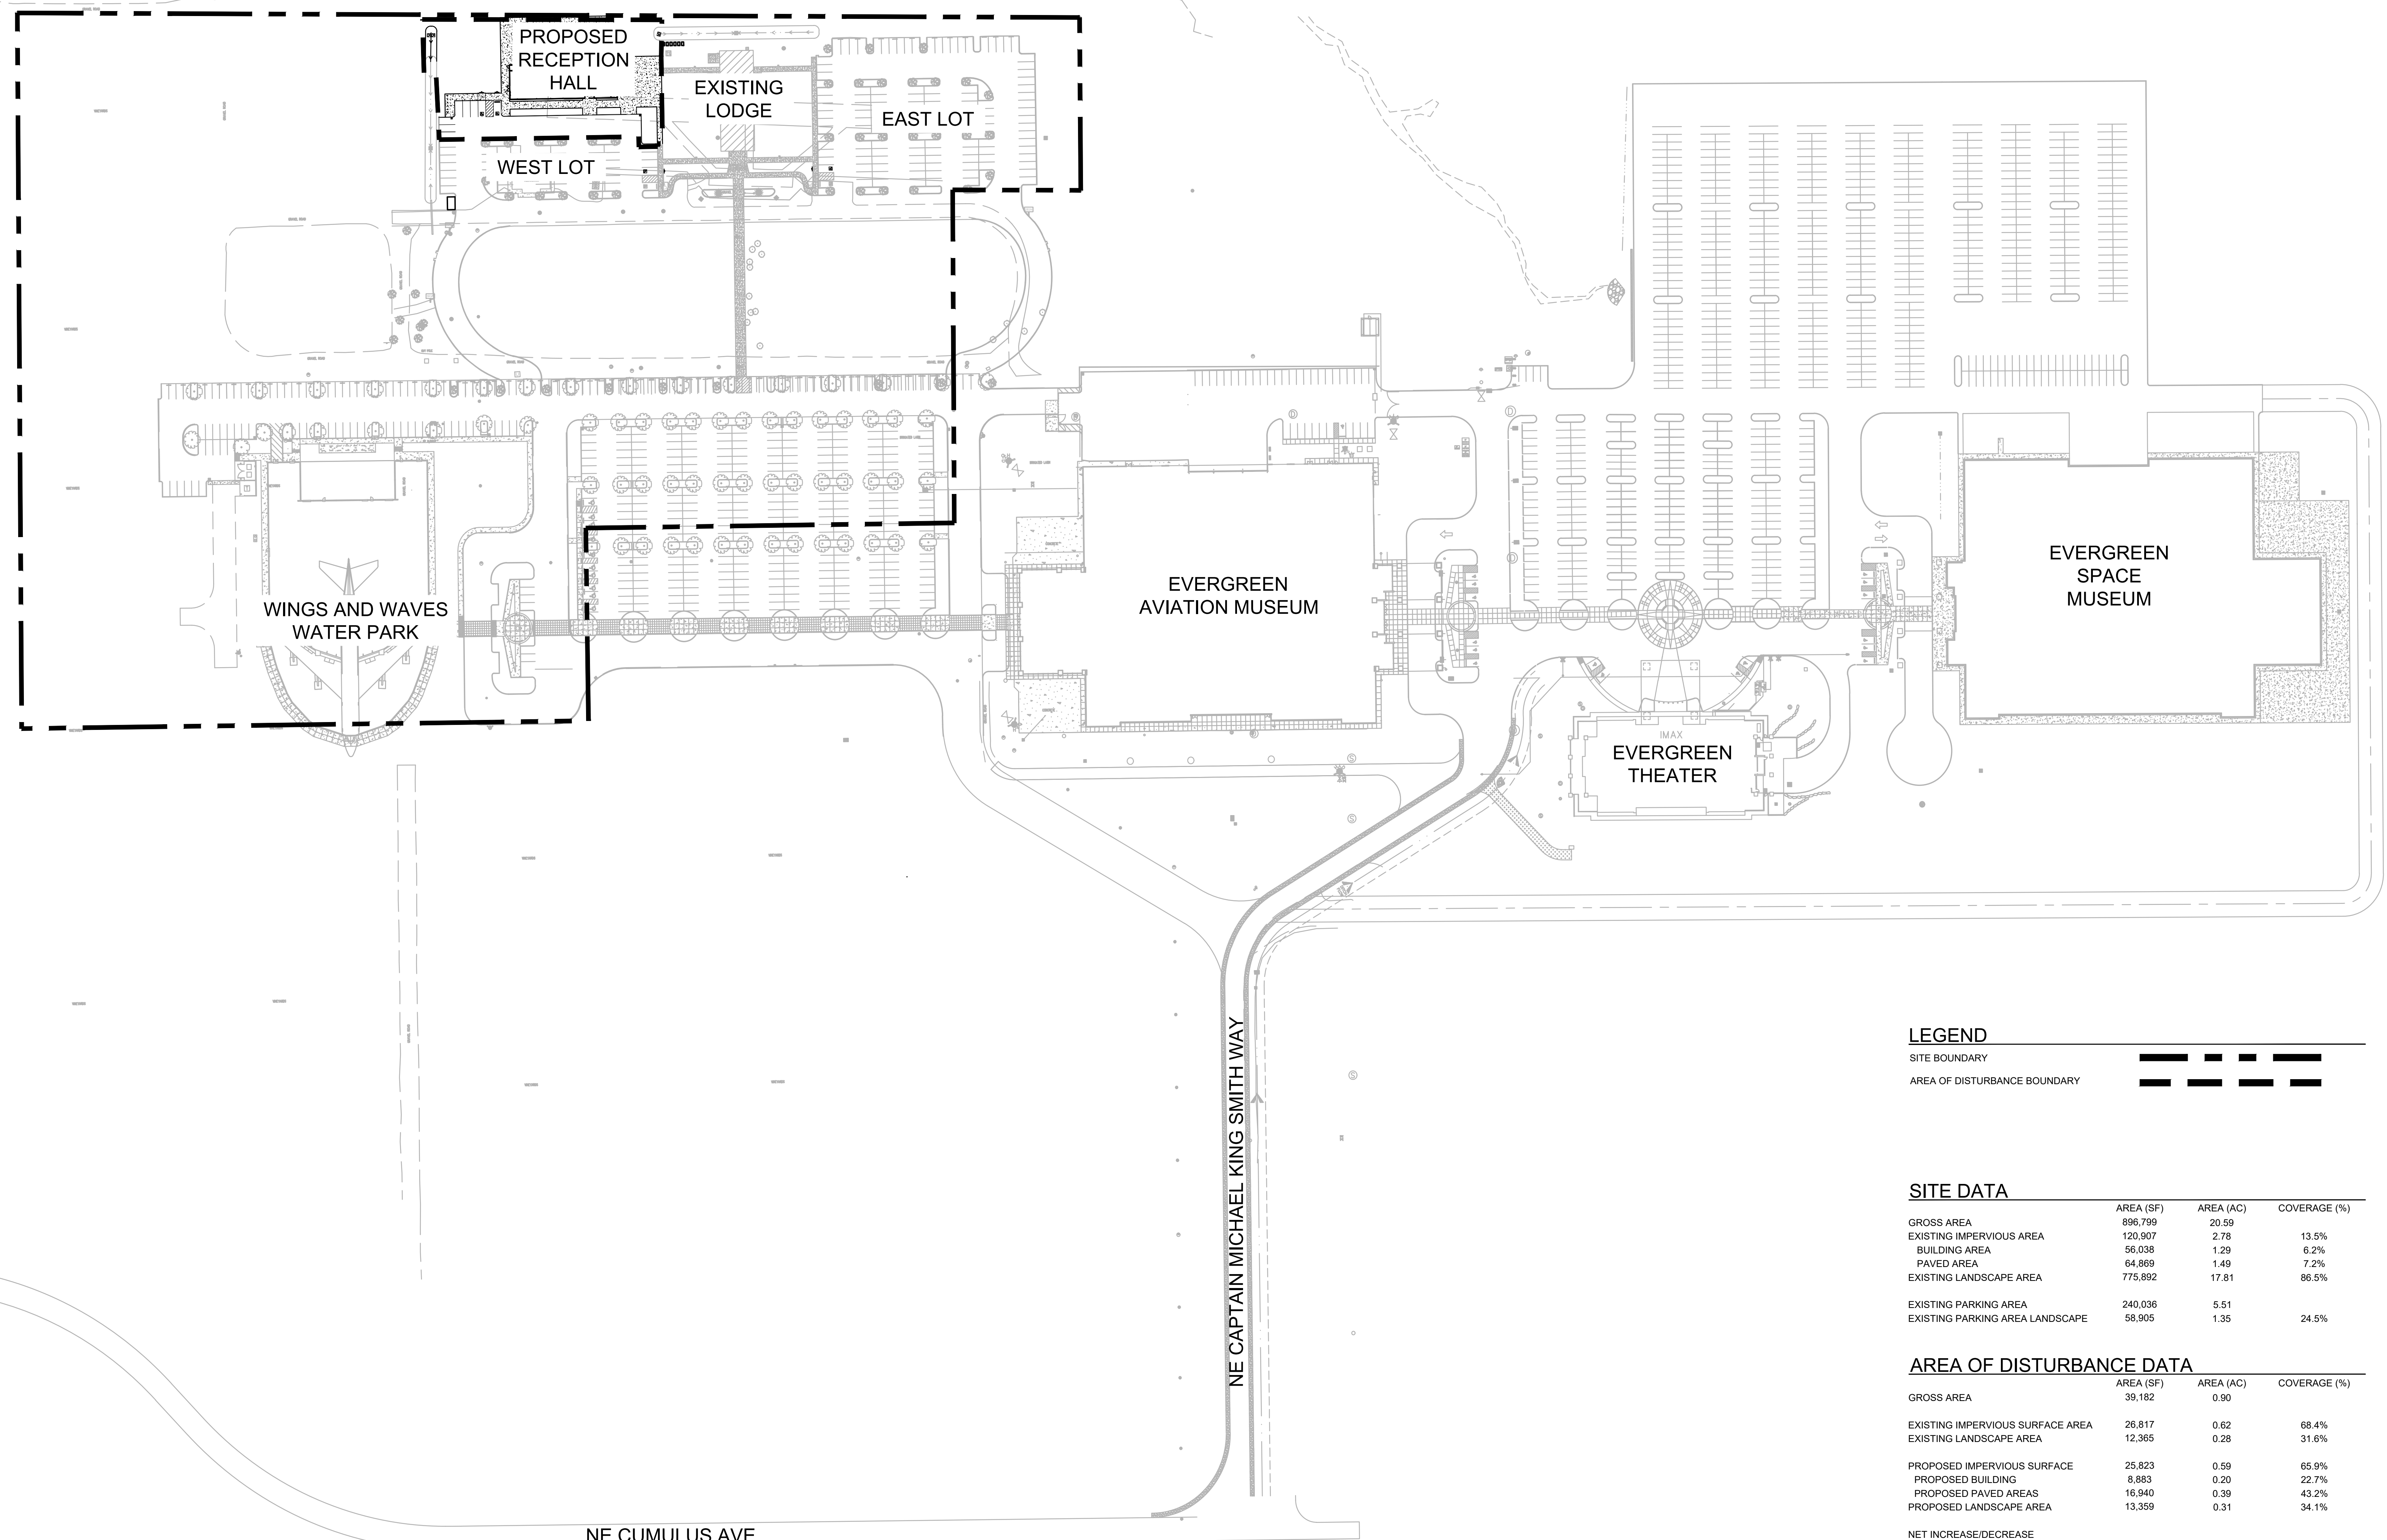 PROPOSED
RECEPTION
HALL
EXISTING
LODGE
EAST LOT
WEST LOT
WINGS AND WAVES
WATER PARK
EVERGREEN
AVIATION MUSEUM
EVERGREEN
SPACE
MUSEUM
IMAX
EVERGREEN
THEATER
NE CAPTAIN MICHAEL KING SMITH WAY
NE CUMULUS AVE
LEGEND
SITE BOUNDARY
AREA OF DISTURBANCE BOUNDARY
SITE DATA
AREA (SF) AREA (AC) COVERAGE (%)
GROSS AREA 896,799 20.59
EXISTING IMPERVIOUS AREA 120,907 2.78 13.5%
BUILDING AREA 56,038 1.29 6.2%
PAVED AREA 64,869 1.49 7.2%
EXISTING LANDSCAPE AREA 775,892 17.81 86.5%
EXISTING PARKING AREA 240,036 5.51
EXISTING PARKING AREA LANDSCAPE 58,905 1.35 24.5%
AREA OF DISTURBANCE DATA
AREA (SF) AREA (AC) COVERAGE (%)
GROSS AREA 39,182 0.90
EXISTING IMPERVIOUS SURFACE AREA 26,817 0.62 68.4%
EXISTING LANDSCAPE AREA 12,365 0.28 31.6%
PROPOSED IMPERVIOUS SURFACE 25,823 0.59 65.9%
PROPOSED BUILDING 8,883 0.20 22.7%
PROPOSED PAVED AREAS 16,940 0.39 43.2%
PROPOSED LANDSCAPE AREA 13,359 0.31 34.1%
NET INCREASE/DECREASE